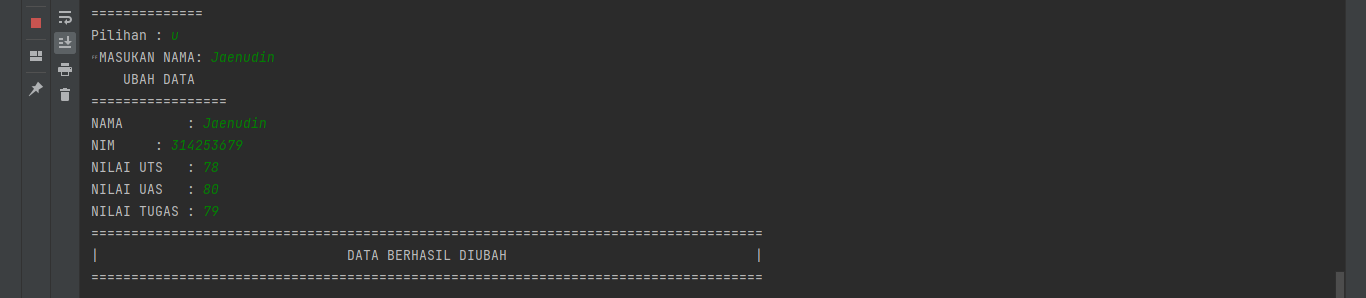 ==============
Pilihan : u
"MASUKAN NAMA: Jaenudin
    UBAH DATA
=================
NAMA        : Jaenudin
NIM     : 314253679
NILAI UTS   : 78
NILAI UAS   : 80
NILAI TUGAS : 79
====================================================================================
|                               DATA BERHASIL DIUBAH                               |
====================================================================================